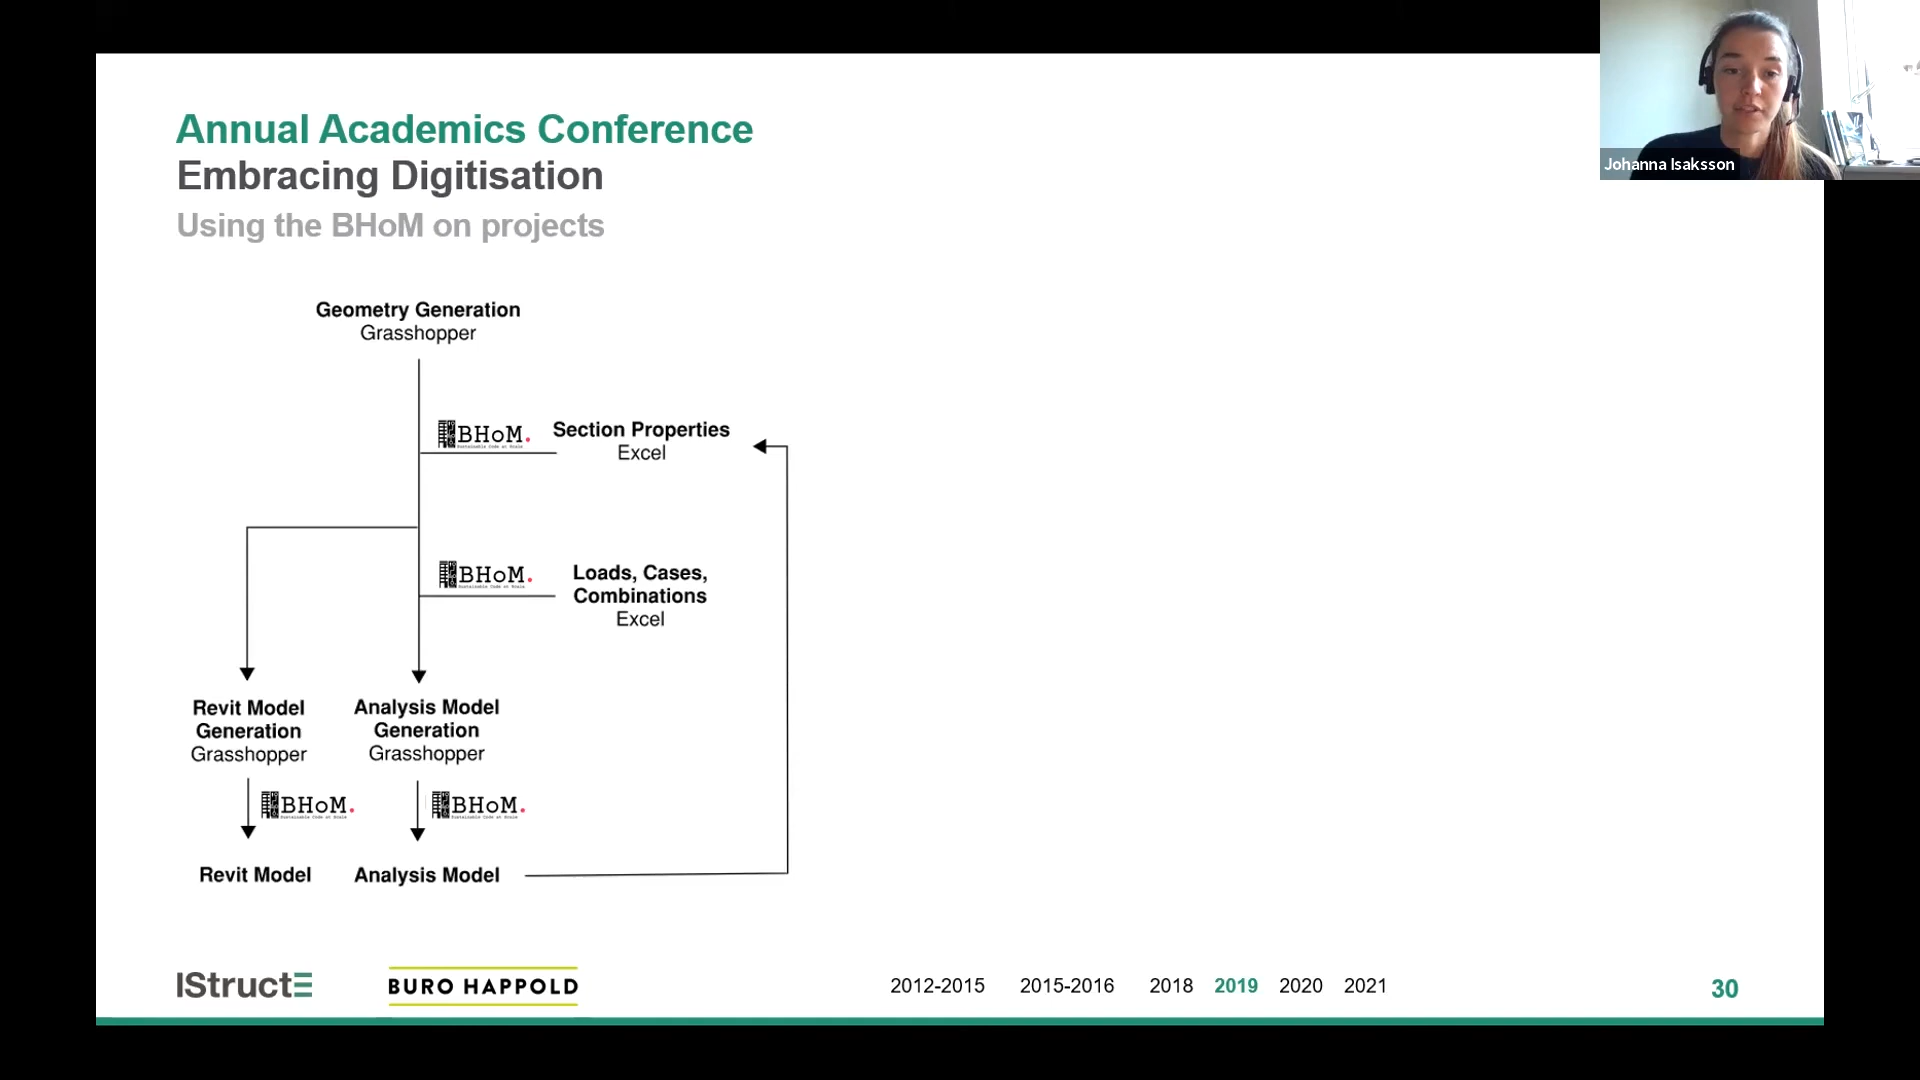 Annual Academics Conference
Embracing Digitisation
Using the BHoM on projects
Johanna Isaksson
Geometry Generation
Grasshopper
BHoM.
Section Properties
Excel
BHoM.
Loads, Cases,
Combinations
Excel
Revit Model
Generation
Grasshopper
Analysis Model
Generation
Grasshopper
BHoM.
BHoM.
Revit Model
Analysis Model
IStructE
BURO HAPPOLD
2012-2015 2015-2016 2018 2019 2020 2021
30